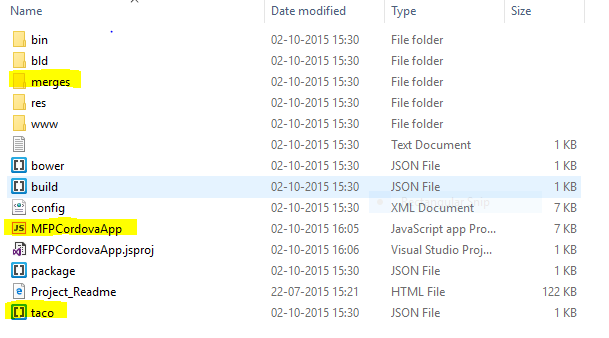 Name Date modified Type Size
bin 02-10-2015 15:30 File folder
bld 02-10-2015 15:30 File folder
merges 02-10-2015 15:30 File folder
res 02-10-2015 15:30 File folder
www 02-10-2015 15:30 File folder
02-10-2015 15:30 Text Document 1 KB
bower 02-10-2015 15:30 JSON File 1 KB
build 02-10-2015 15:30 JSON File 1 KB
config 02-10-2015 15:30 XML Document 7 KB
JS MFPCordovaApp 02-10-2015 16:05 JavaScript app Pro... 7 KB
MFPCordovaApp.jsproj 02-10-2015 16:06 Visual Studio Proj... 1 KB
package 02-10-2015 15:30 JSON File 1 KB
Project_Readme 22-07-2015 15:21 HTML File 122 KB
taco 02-10-2015 15:30 JSON File 1 KB